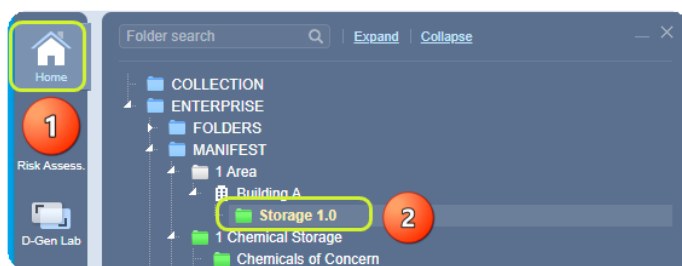 Folder search | Expand | Collapse
Home
COLLECTION
ENTERPRISE
1
FOLDERS
MANIFEST
Risk Assess.
1 Area
Building A
Storage 1.0
2
D-Gen Lab
1 Chemical Storage
Chemicals of Concern